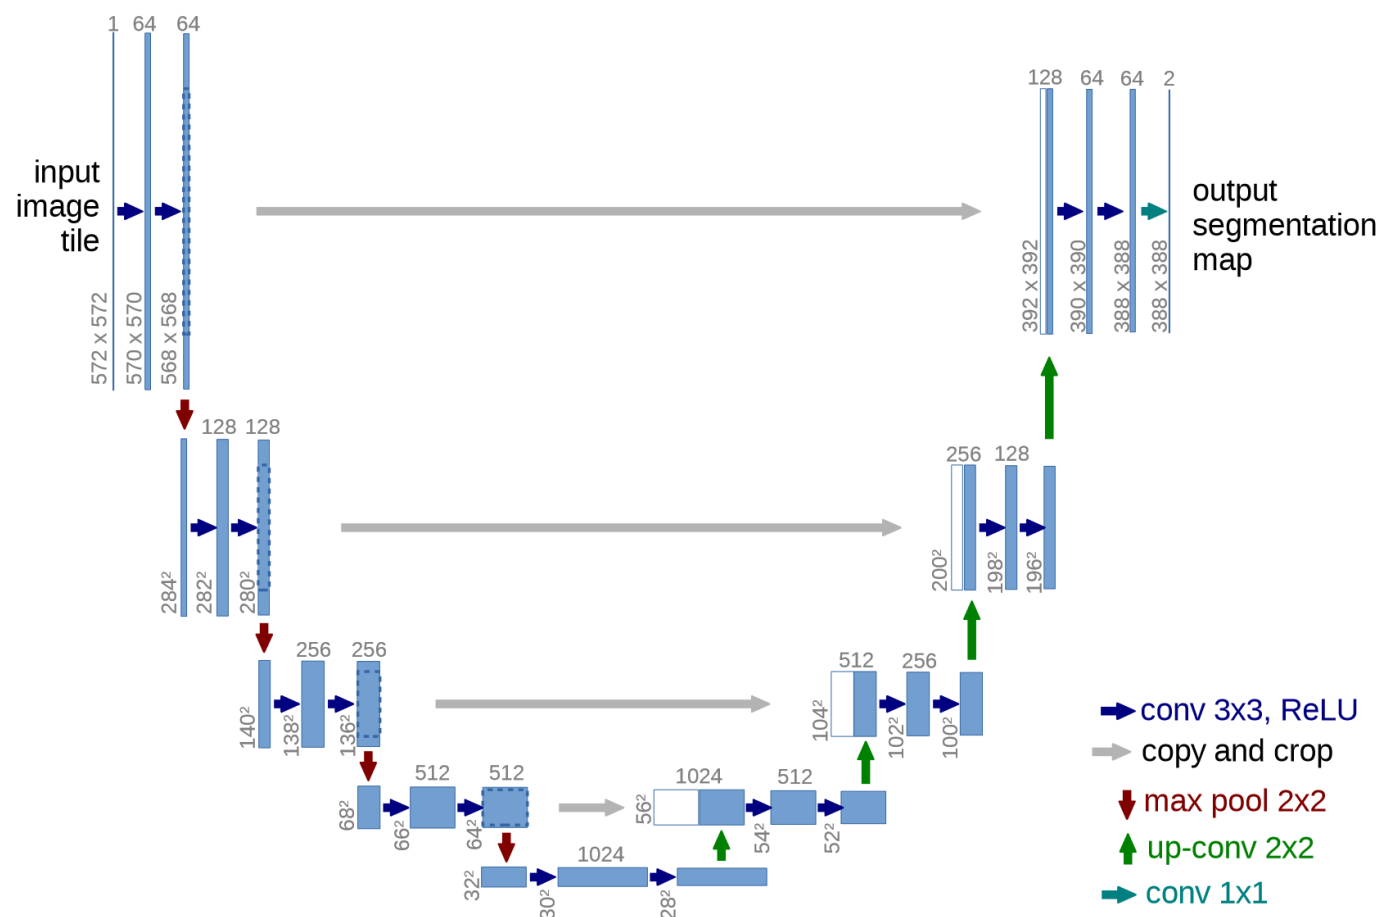 1 64 64
128 64 64 2
input
image
tile
output
segmentation
map
572 x 572
570 x 570
568 x 568
392 x 392
390 x 390
388 x 388
388 x 388
128 128
256 128
284²
282²
280²
200²
198²
196²
256 256
512 256
140²
138²
136²
104²
102²
100²
512 512
1024 512
68²
66²
64²
56²
54²
52²
1024
32²
30²
28²
conv 3x3, ReLU
copy and crop
max pool 2x2
up-conv 2x2
conv 1x1